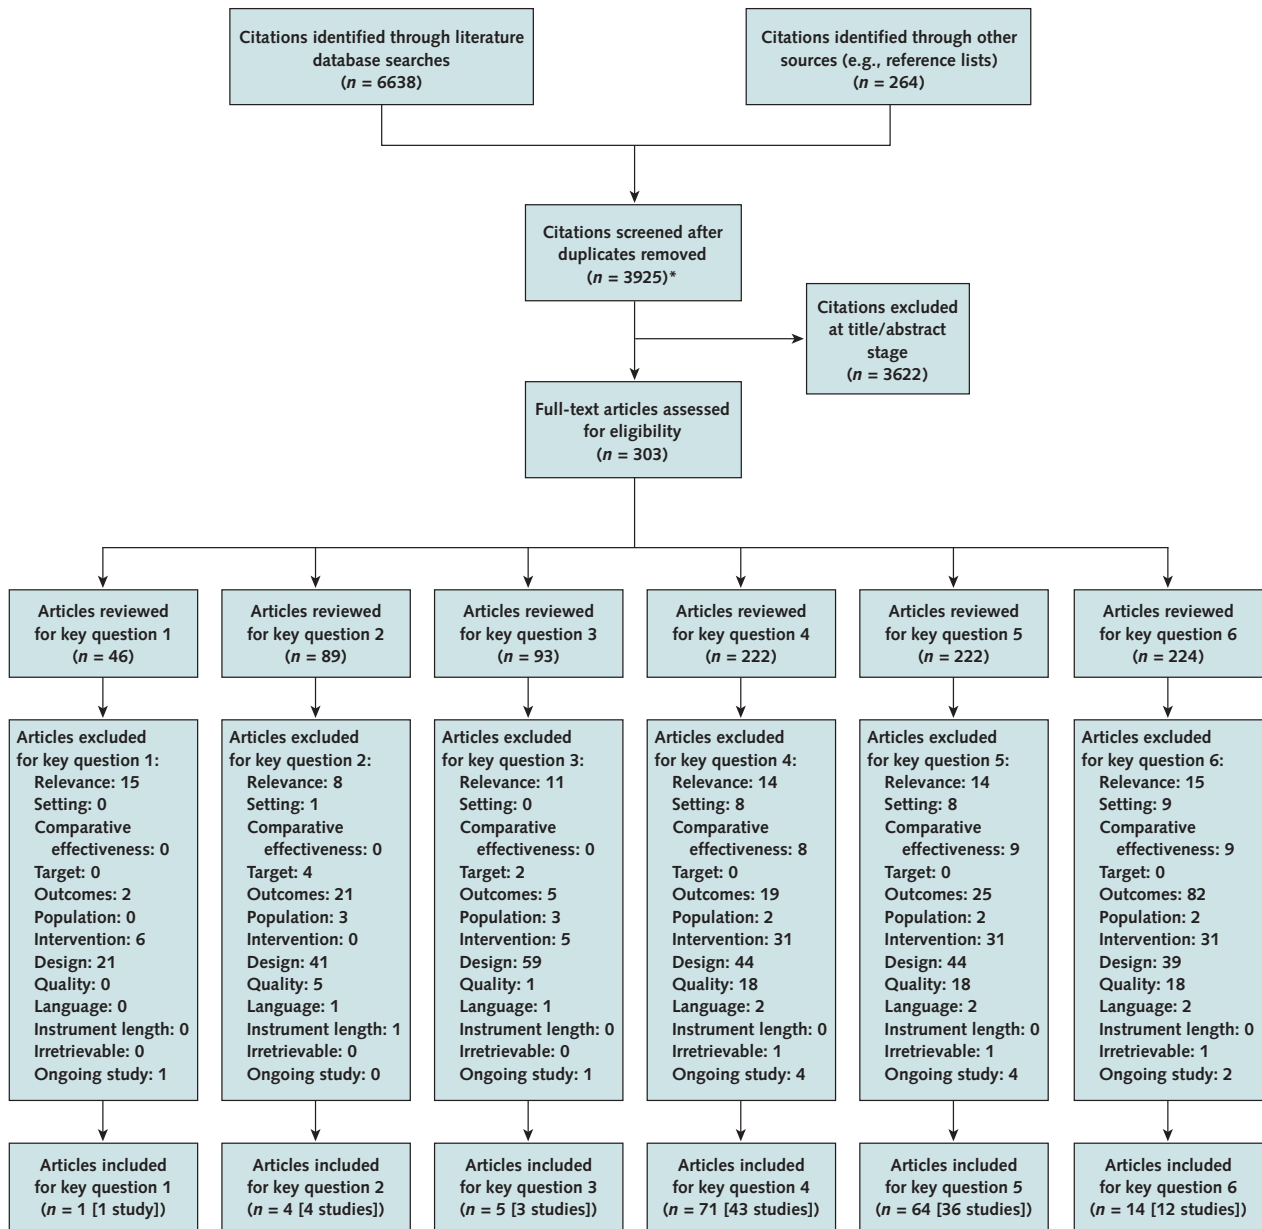 Citations identified through literature
database searches
(n = 6638)
Citations identified through other
sources (e.g., reference lists)
(n = 264)
Citations screened after
duplicates removed
(n = 3925)*
Citations excluded
at title/abstract
stage
(n = 3622)
Full-text articles assessed
for eligibility
(n = 303)
Articles reviewed
for key question 1
(n = 46)
Articles reviewed
for key question 2
(n = 89)
Articles reviewed
for key question 3
(n = 93)
Articles reviewed
for key question 4
(n = 222)
Articles reviewed
for key question 5
(n = 222)
Articles reviewed
for key question 6
(n = 224)
Articles excluded
for key question 1:
Relevance: 15
Setting: 0
Comparative
effectiveness: 0
Target: 0
Outcomes: 2
Population: 0
Intervention: 6
Design: 21
Quality: 0
Language: 0
Instrument length: 0
Irretrievable: 0
Ongoing study: 1
Articles excluded
for key question 2:
Relevance: 8
Setting: 1
Comparative
effectiveness: 0
Target: 4
Outcomes: 21
Population: 3
Intervention: 0
Design: 41
Quality: 5
Language: 1
Instrument length: 1
Irretrievable: 0
Ongoing study: 0
Articles excluded
for key question 3:
Relevance: 11
Setting: 0
Comparative
effectiveness: 0
Target: 2
Outcomes: 5
Population: 3
Intervention: 5
Design: 59
Quality: 1
Language: 1
Instrument length: 0
Irretrievable: 0
Ongoing study: 1
Articles excluded
for key question 4:
Relevance: 14
Setting: 8
Comparative
effectiveness: 8
Target: 0
Outcomes: 19
Population: 2
Intervention: 31
Design: 44
Quality: 18
Language: 2
Instrument length: 0
Irretrievable: 1
Ongoing study: 4
Articles excluded
for key question 5:
Relevance: 14
Setting: 8
Comparative
effectiveness: 9
Target: 0
Outcomes: 25
Population: 2
Intervention: 31
Design: 44
Quality: 18
Language: 2
Instrument length: 0
Irretrievable: 1
Ongoing study: 4
Articles excluded
for key question 6:
Relevance: 15
Setting: 9
Comparative
effectiveness: 9
Target: 0
Outcomes: 82
Population: 2
Intervention: 31
Design: 39
Quality: 18
Language: 2
Instrument length: 0
Irretrievable: 1
Ongoing study: 2
Articles included
for key question 1
(n = 1 [1 study])
Articles included
for key question 2
(n = 4 [4 studies])
Articles included
for key question 3
(n = 5 [3 studies])
Articles included
for key question 4
(n = 71 [43 studies])
Articles included
for key question 5
(n = 64 [36 studies])
Articles included
for key question 6
(n = 14 [12 studies])